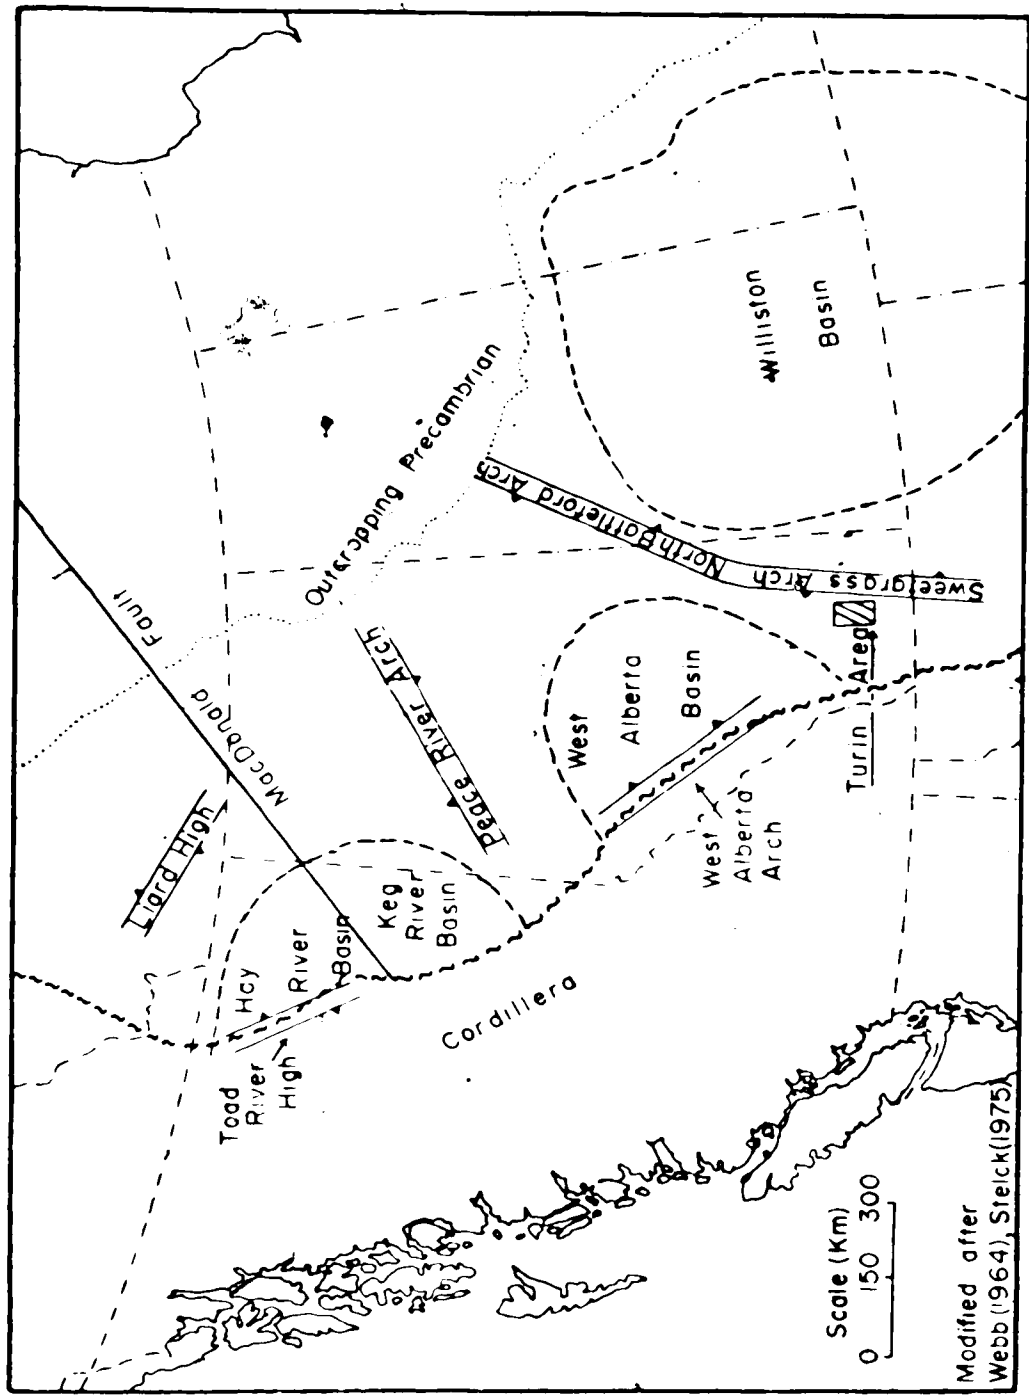 Liard High
MacDonald
Fault
Outcropping Precambrian
Hay
River
Basin
Toad
River
High
Keg
River
Basin
Peace River Arch
Cordillera
West
Alberta
Basin
West
Alberta
Arch
North Battleford Arch
Sweetgrass Arch
Williston
Basin
Turin Area
Scale (Km)
0 150 300
Modified after
Webb (1964), Stelck (1975)